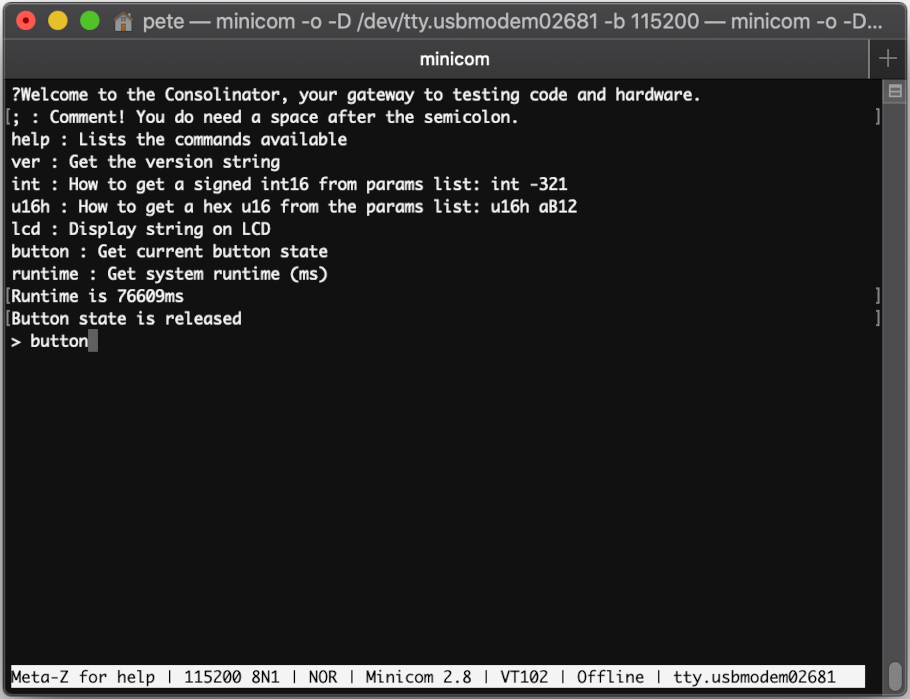 pete — minicom -o -D /dev/tty.usbmodem02681 -b 115200 — minicom -o -D...
minicom
?Welcome to the Consolinator, your gateway to testing code and hardware.
[; : Comment! You do need a space after the semicolon. ]
help : Lists the commands available
ver : Get the version string
int : How to get a signed int16 from params list: int -321
u16h : How to get a hex u16 from the params list: u16h aB12
lcd : Display string on LCD
button : Get current button state
runtime : Get system runtime (ms)
[Runtime is 76609ms ]
[Button state is released ]
> button
Meta-Z for help | 115200 8N1 | NOR | Minicom 2.8 | VT102 | Offline | tty.usbmodem02681